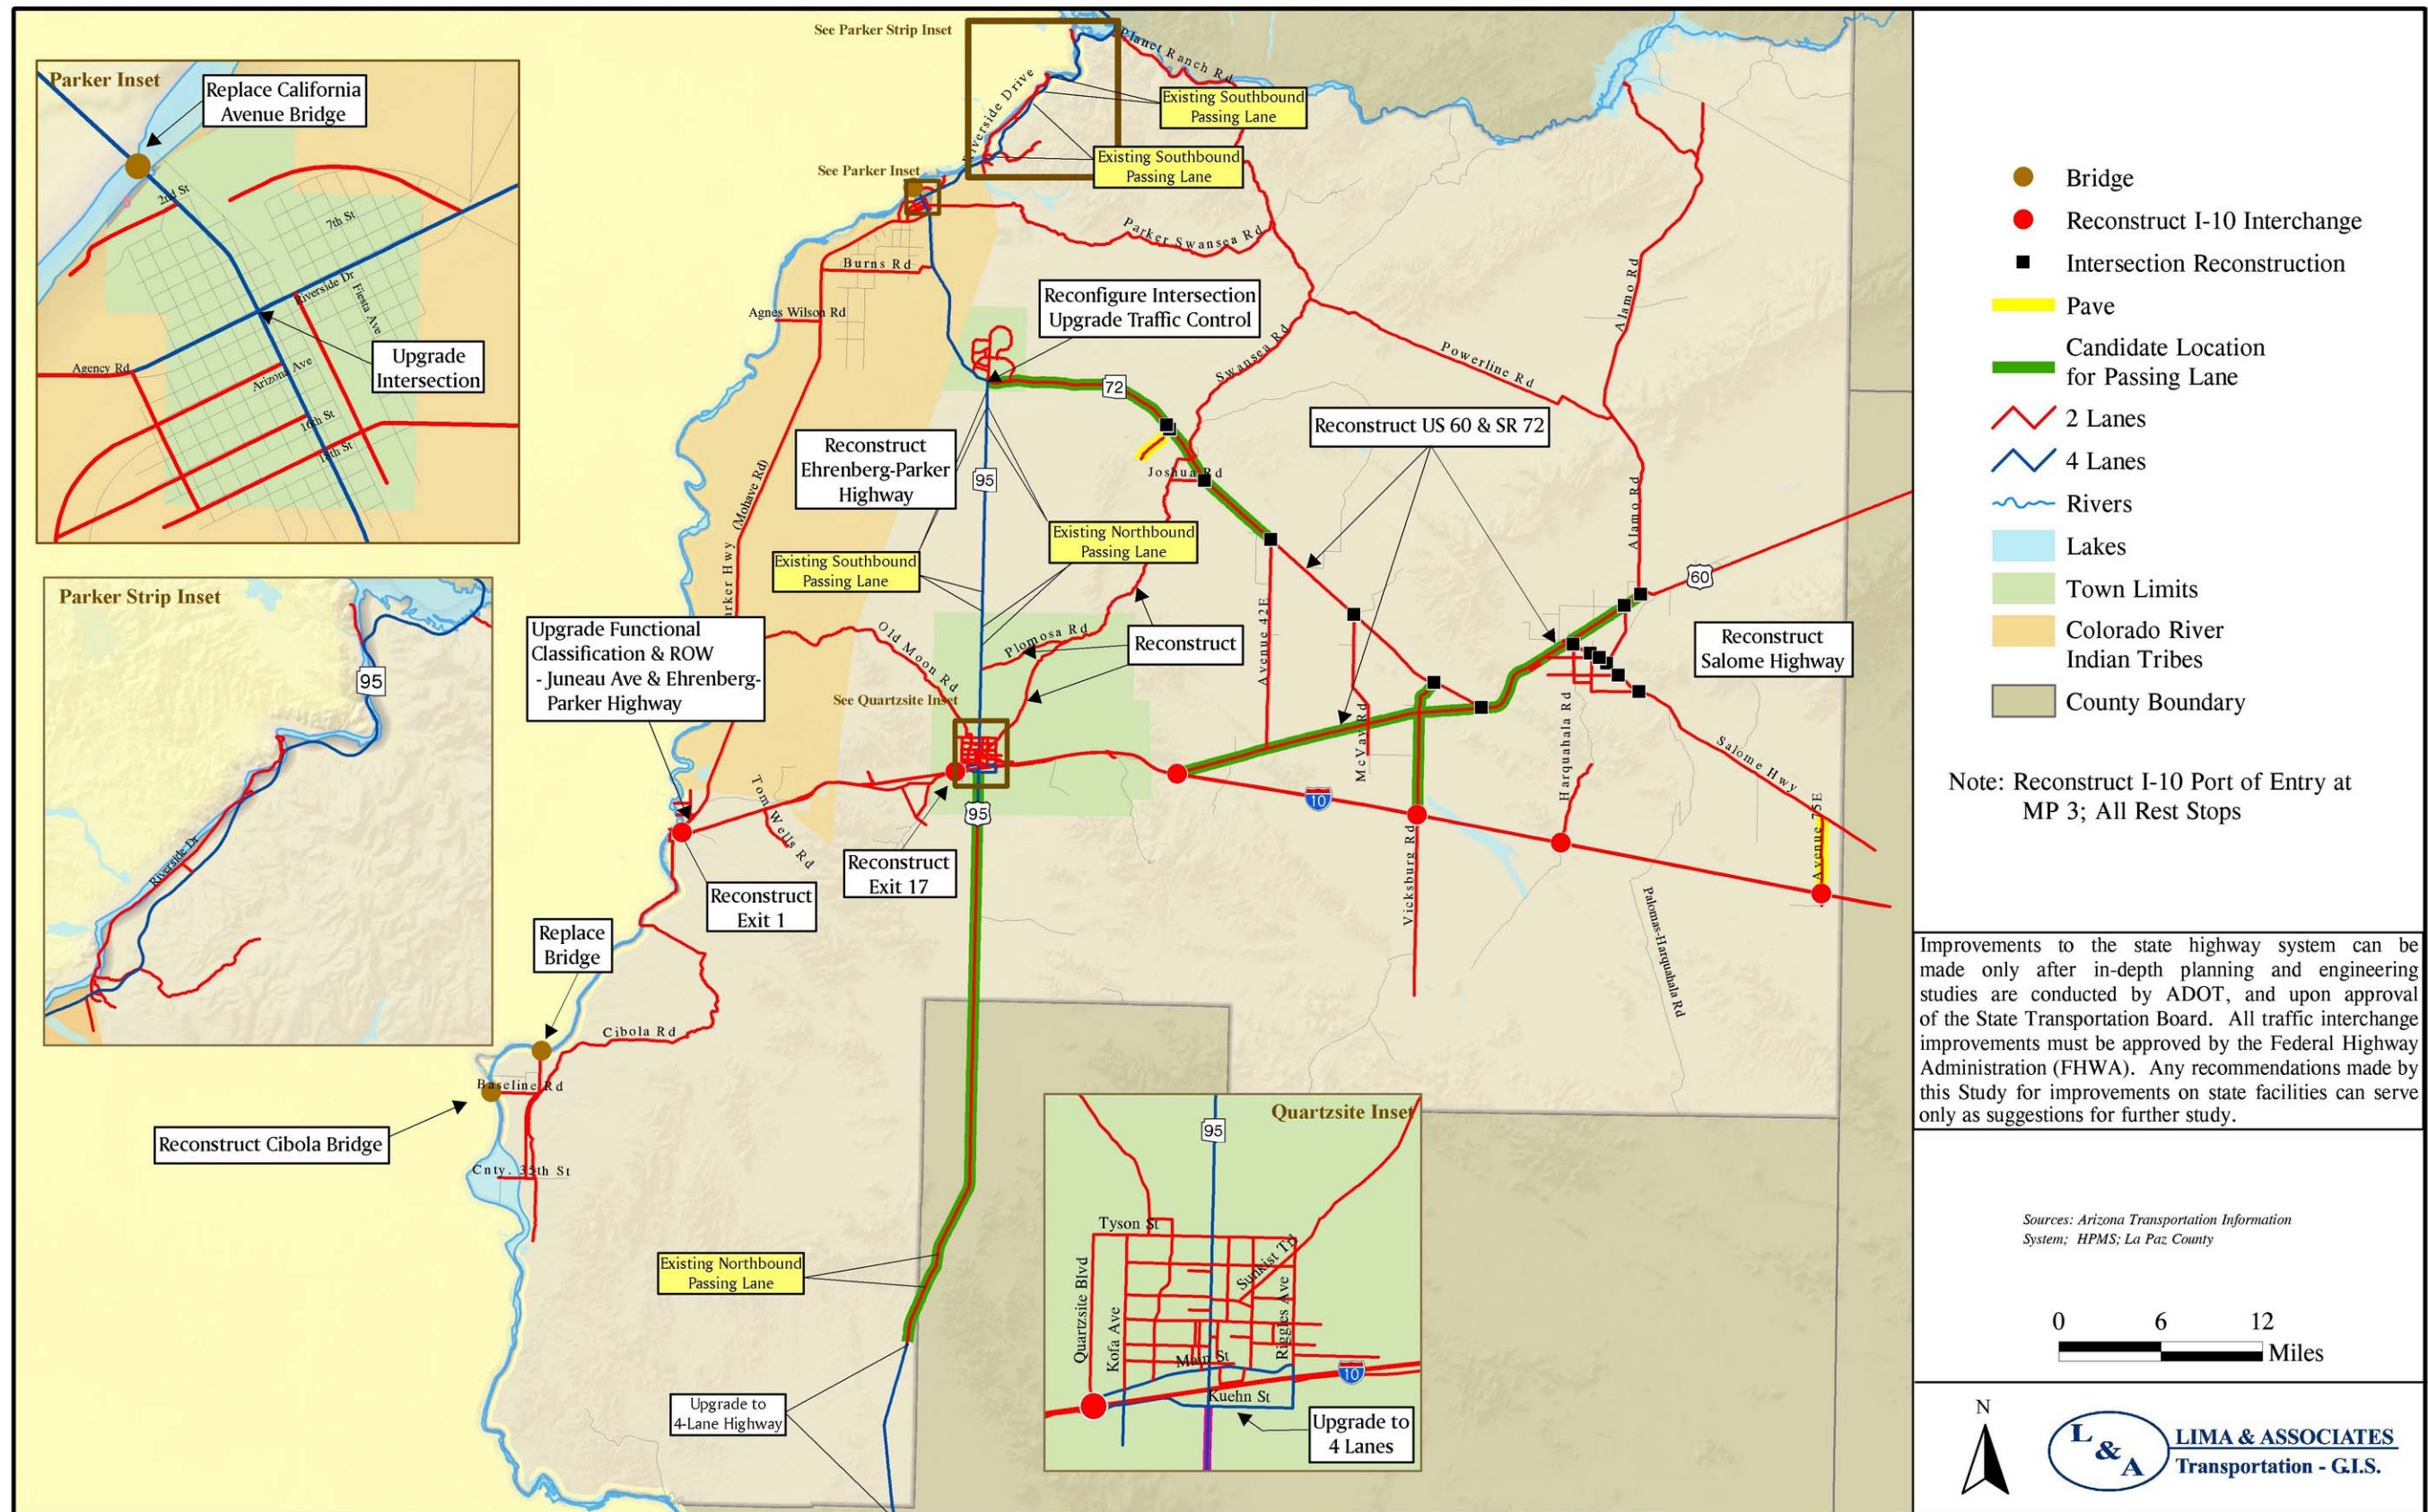 Parker Inset
Replace California
Avenue Bridge
2nd St
7th St
Riverside Dr
Fiesta Ave
Agency Rd
Arizona Ave
Upgrade
Intersection
16th St
18th St
Parker Strip Inset
95
Riverside Dr
See Parker Strip Inset
Planet Ranch Rd
Riverside Drive
Existing Southbound
Passing Lane
Existing Southbound
Passing Lane
See Parker Inset
Parker Swansea Rd
Burns Rd
Agnes Wilson Rd
Reconfigure Intersection
Upgrade Traffic Control
72
Swansea Rd
Powerline Rd
Alamo Rd
Reconstruct
Ehrenberg-Parker
Highway
Reconstruct US 60 & SR 72
95
Joshua Rd
(Mohave Rd)
Existing Northbound
Passing Lane
Existing Southbound
Passing Lane
Alamo Rd
60
Upgrade Functional
Classification & ROW
- Juneau Ave & Ehrenberg-
Parker Highway
arker Hwy
Old Moon Rd
Plomosa Rd
Reconstruct
Avenue 42E
Reconstruct
Salome Highway
See Quartzsite Inset
McVay Rd
Harquahala Rd
Salome Hwy
Tom Wells Rd
95
10
Avenue 75E
Reconstruct
Exit 17
Reconstruct
Exit 1
Vicksburg Rd
Palomas-Harquahala Rd
Replace
Bridge
Cibola Rd
Baseline Rd
Reconstruct Cibola Bridge
Cnty. 35th St
Existing Northbound
Passing Lane
Upgrade to
4-Lane Highway
Quartzsite Inset
95
Tyson St
Quartzsite Blvd
Kofa Ave
Sunkist Trl
Riggles Ave
Main St
10
Kuehn St
Upgrade to
4 Lanes
Bridge
Reconstruct I-10 Interchange
Intersection Reconstruction
Pave
Candidate Location
for Passing Lane
2 Lanes
4 Lanes
Rivers
Lakes
Town Limits
Colorado River
Indian Tribes
County Boundary
Note: Reconstruct I-10 Port of Entry at
MP 3; All Rest Stops
Improvements to the state highway system can be
made only after in-depth planning and engineering
studies are conducted by ADOT, and upon approval
of the State Transportation Board. All traffic interchange
improvements must be approved by the Federal Highway
Administration (FHWA). Any recommendations made by
this Study for improvements on state facilities can serve
only as suggestions for further study.
Sources: Arizona Transportation Information
System; HPMS; La Paz County
0 6 12
Miles
N
L & A
LIMA & ASSOCIATES
Transportation - G.I.S.